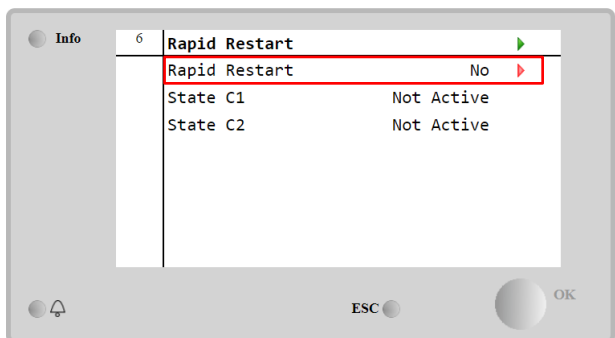 Info
6 Rapid Restart
Rapid Restart No
State C1 Not Active
State C2 Not Active
ESC OK